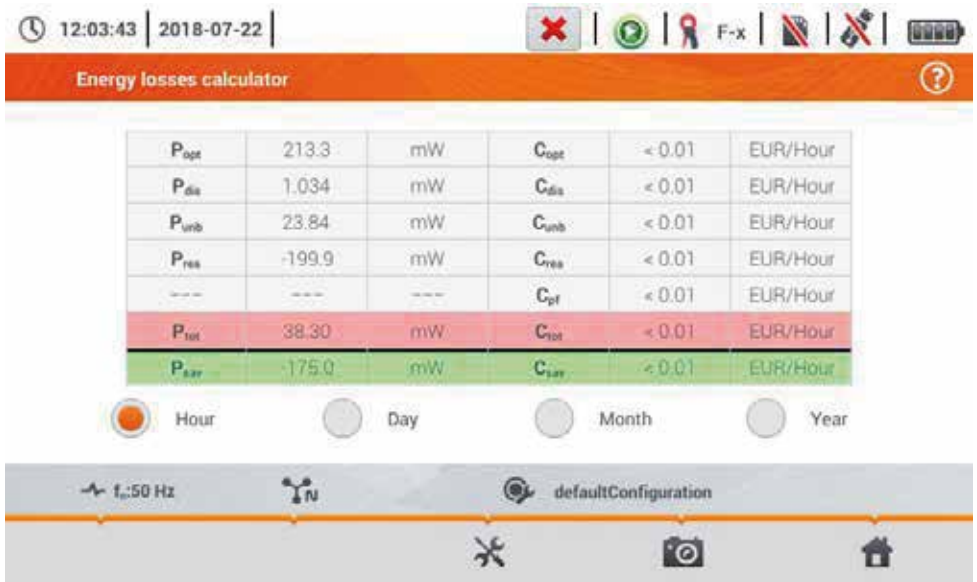 12:03:43 2018-07-22 F-x
Energy losses calculator ?
Popt 213.3 mW Copt < 0.01 EUR/Hour
Pdis 1.034 mW Cdis < 0.01 EUR/Hour
Punb 23.84 mW Cunb < 0.01 EUR/Hour
Pres -199.9 mW Cres < 0.01 EUR/Hour
--- --- --- Cpf < 0.01 EUR/Hour
Ptot 38.30 mW Ctot < 0.01 EUR/Hour
Psav -175.0 mW Csav < 0.01 EUR/Hour
Hour Day Month Year
fn:50 Hz N defaultConfiguration